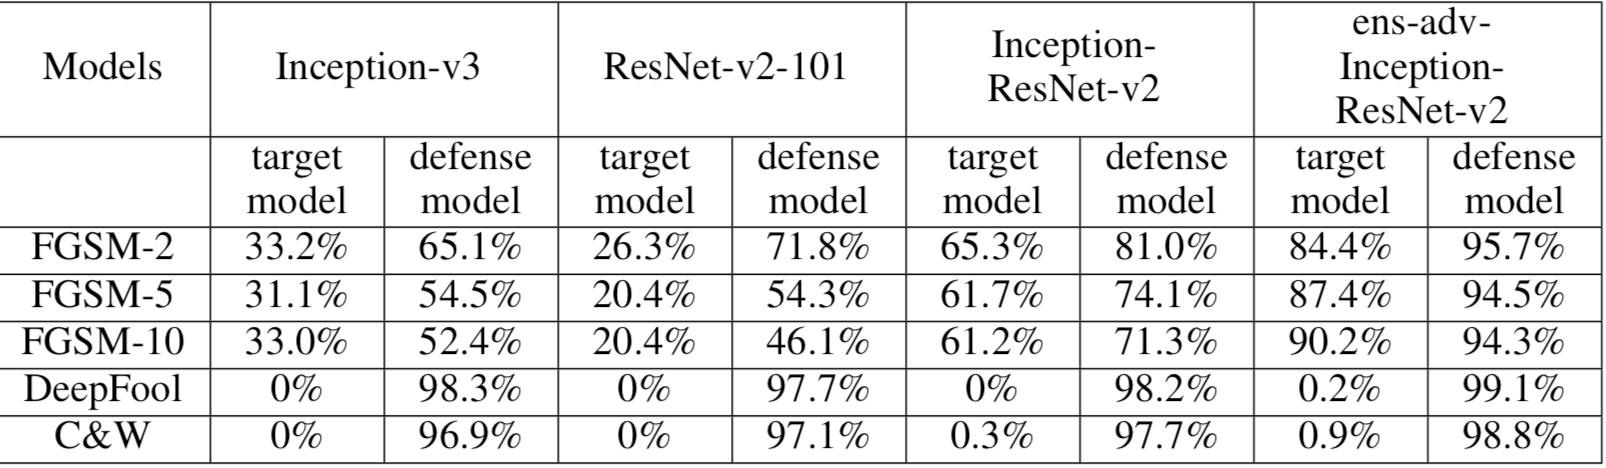 Models Inception-v3 ResNet-v2-101 Inception-ResNet-v2 ens-adv-Inception-ResNet-v2
target model defense model target model defense model target model defense model target model defense model
FGSM-2 33.2% 65.1% 26.3% 71.8% 65.3% 81.0% 84.4% 95.7%
FGSM-5 31.1% 54.5% 20.4% 54.3% 61.7% 74.1% 87.4% 94.5%
FGSM-10 33.0% 52.4% 20.4% 46.1% 61.2% 71.3% 90.2% 94.3%
DeepFool 0% 98.3% 0% 97.7% 0% 98.2% 0.2% 99.1%
C&W 0% 96.9% 0% 97.1% 0.3% 97.7% 0.9% 98.8%